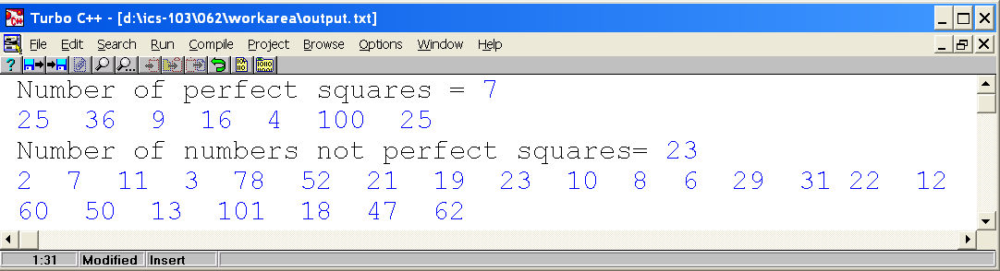 Turbo C++ - [d:\ics-103\062\workarea\output.txt]
File Edit Search Run Compile Project Browse Options Window Help
Number of perfect squares = 7
25 36 9 16 4 100 25
Number of numbers not perfect squares= 23
2 7 11 3 78 52 21 19 23 10 8 6 29 31 22 12
60 50 13 101 18 47 62
1:31 Modified Insert